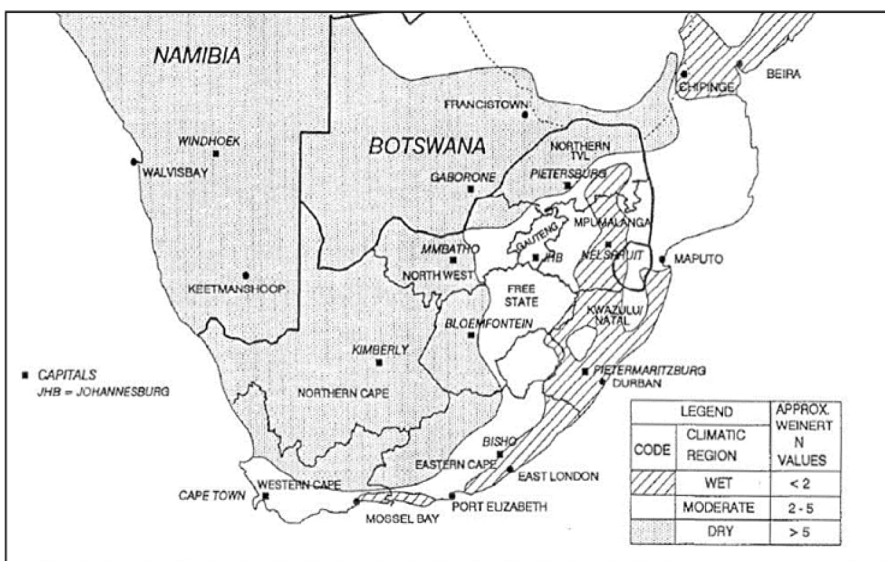 NAMIBIA
BEIRA
CHIPINGE
FRANCISTOWN
WINDHOEK
BOTSWANA
NORTHERN
TVL
WALVISBAY
GABORONE
PIETERSBURG
MPUMALANGA
GAUTENG
MMBATHO
JHB
NELSPRUIT
MAPUTO
NORTH WEST
KEETMANSHOOP
FREE
STATE
KWAZULU/
NATAL
BLOEMFONTEIN
KIMBERLY
CAPITALS
JHB = JOHANNESBURG
PIETERMARITZBURG
DURBAN
NORTHERN CAPE
BISHO
EASTERN CAPE
EAST LONDON
WESTERN CAPE
CAPE TOWN
PORT ELIZABETH
MOSSEL BAY
LEGEND
APPROX.
WEINERT
N
VALUES
CODE
CLIMATIC
REGION
WET
< 2
MODERATE
2 - 5
DRY
> 5